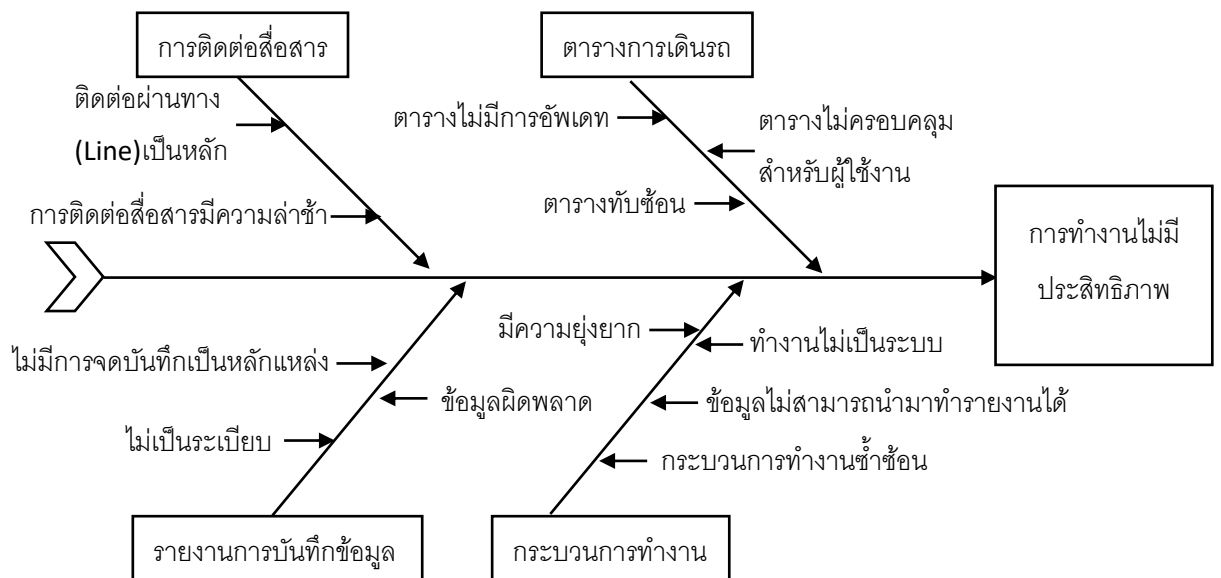 การติดต่อสื่อสาร
ตารางการเดินรถ
ติดต่อผ่านทาง
(Line)เป็นหลัก
การติดต่อสื่อสารมีความล่าช้า
ตารางไม่มีการอัพเดท
ตารางไม่ครอบคลุม
สำหรับผู้ใช้งาน
ตารางทับซ้อน
การทำงานไม่มี
ประสิทธิภาพ
ไม่มีการจดบันทึกเป็นหลักแหล่ง
ข้อมูลผิดพลาด
ไม่เป็นระเบียบ
มีความยุ่งยาก
ทำงานไม่เป็นระบบ
ข้อมูลไม่สามารถนำมาทำรายงานได้
กระบวนการทำงานซ้ำซ้อน
รายงานการบันทึกข้อมูล
กระบวนการทำงาน